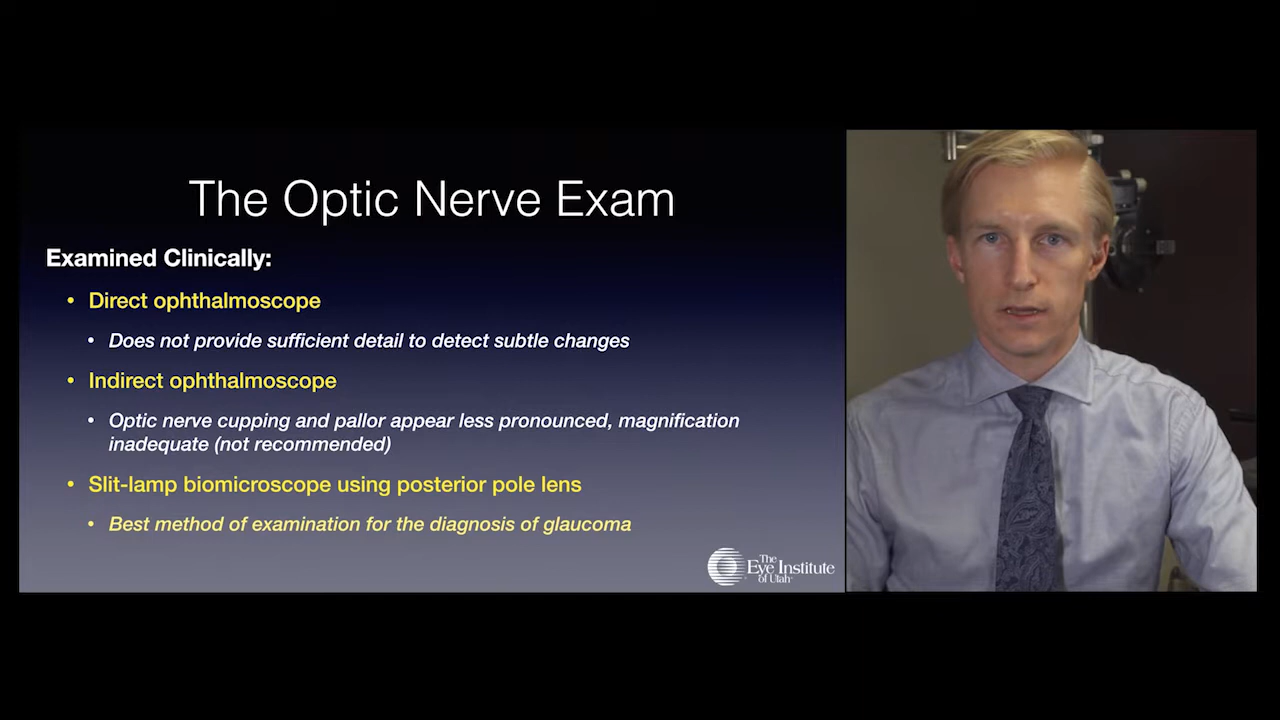 The Optic Nerve Exam
Examined Clinically:
• Direct ophthalmoscope
• Does not provide sufficient detail to detect subtle changes
• Indirect ophthalmoscope
• Optic nerve cupping and pallor appear less pronounced, magnification
inadequate (not recommended)
• Slit-lamp biomicroscope using posterior pole lens
• Best method of examination for the diagnosis of glaucoma
The
Eye Institute
of Utah